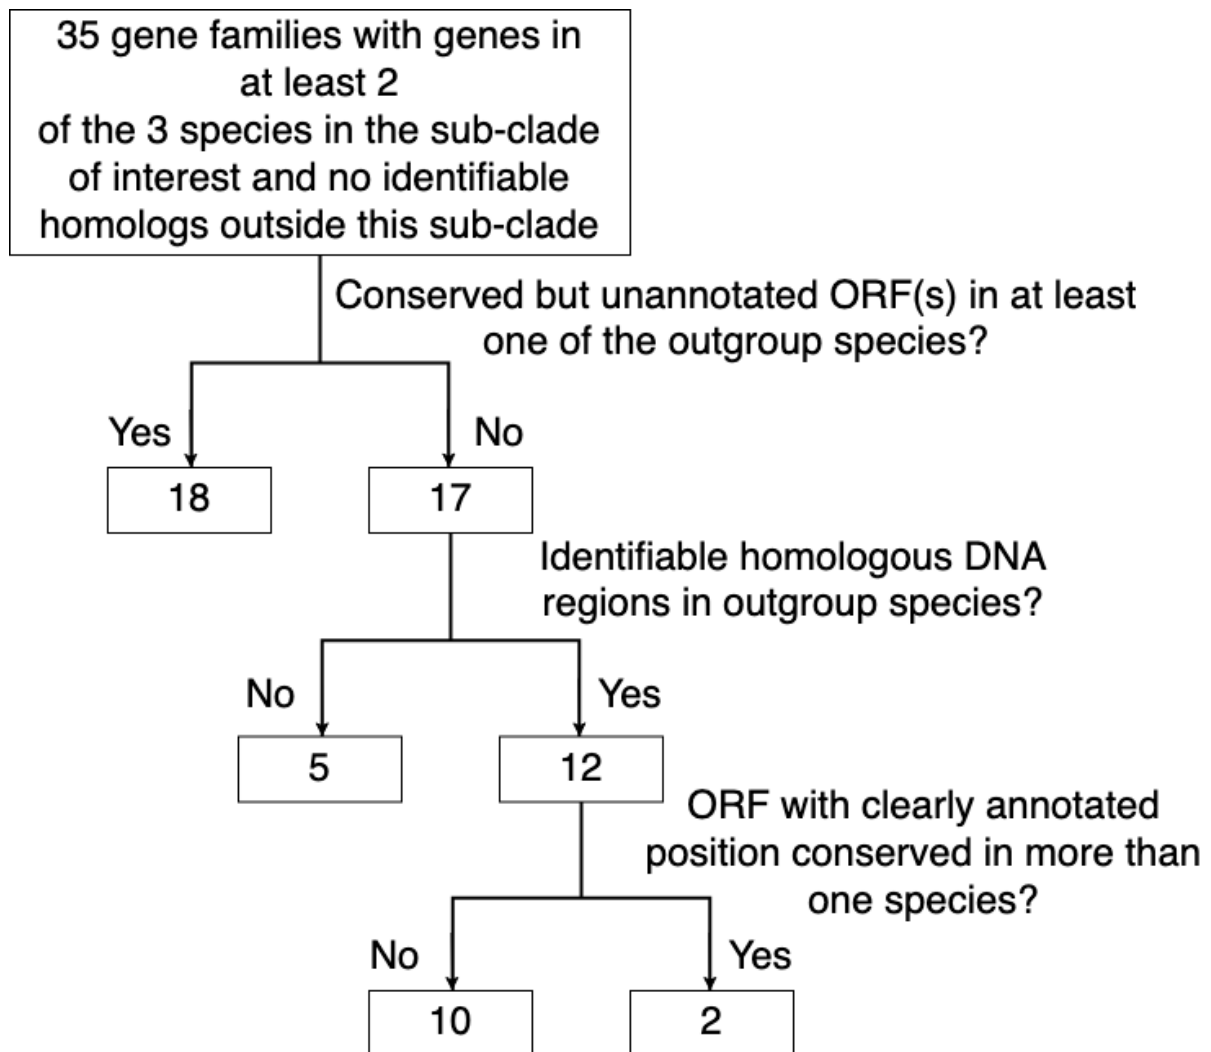 35 gene families with genes in
at least 2
of the 3 species in the sub-clade
of interest and no identifiable
homologs outside this sub-clade
Conserved but unannotated ORF(s) in at least
one of the outgroup species?
Yes
No
18
17
Identifiable homologous DNA
regions in outgroup species?
No
Yes
5
12
ORF with clearly annotated
position conserved in more than
one species?
No
Yes
10
2